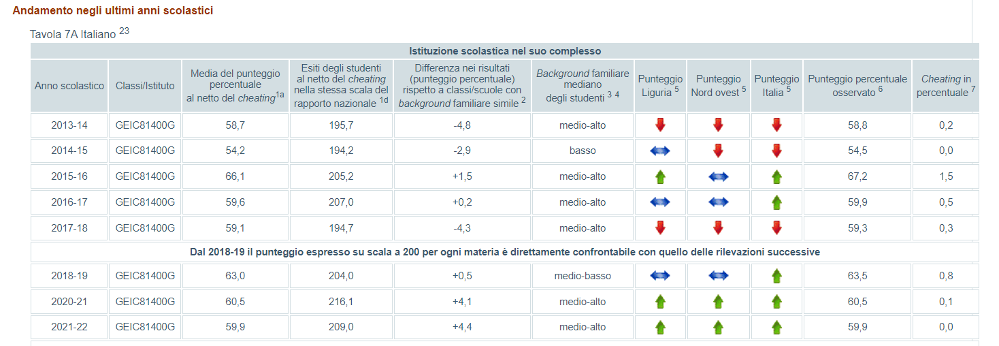 Andamento negli ultimi anni scolastici
Tavola 7A Italiano 23
Istituzione scolastica nel suo complesso
Anno scolastico
Classi/Istituto
Media del punteggio
percentuale
al netto del cheating1a
Esiti degli studenti
al netto del cheating
nella stessa scala del
rapporto nazionale 1d
Differenza nei risultati
(punteggio percentuale)
rispetto a classi/scuole con
background familiare simile 2
Background familiare
mediano
degli studenti 3 4
Punteggio
Liguria 5
Punteggio
Nord ovest 5
Punteggio
Italia 5
Punteggio percentuale
osservato 6
Cheating in
percentuale 7
2013-14 GEIC81400G 58,7 195,7 -4,8 medio-alto 58,8 0,2
2014-15 GEIC81400G 54,2 194,2 -2,9 basso 54,5 0,0
2015-16 GEIC81400G 66,1 205,2 +1,5 medio-alto 67,2 1,5
2016-17 GEIC81400G 59,6 207,0 +0,2 medio-alto 59,9 0,5
2017-18 GEIC81400G 59,1 194,7 -4,3 medio-alto 59,3 0,3
Dal 2018-19 il punteggio espresso su scala a 200 per ogni materia è direttamente confrontabile con quello delle rilevazioni successive
2018-19 GEIC81400G 63,0 204,0 +0,5 medio-basso 63,5 0,8
2020-21 GEIC81400G 60,5 216,1 +4,1 medio-alto 60,5 0,1
2021-22 GEIC81400G 59,9 209,0 +4,4 medio-alto 59,9 0,0